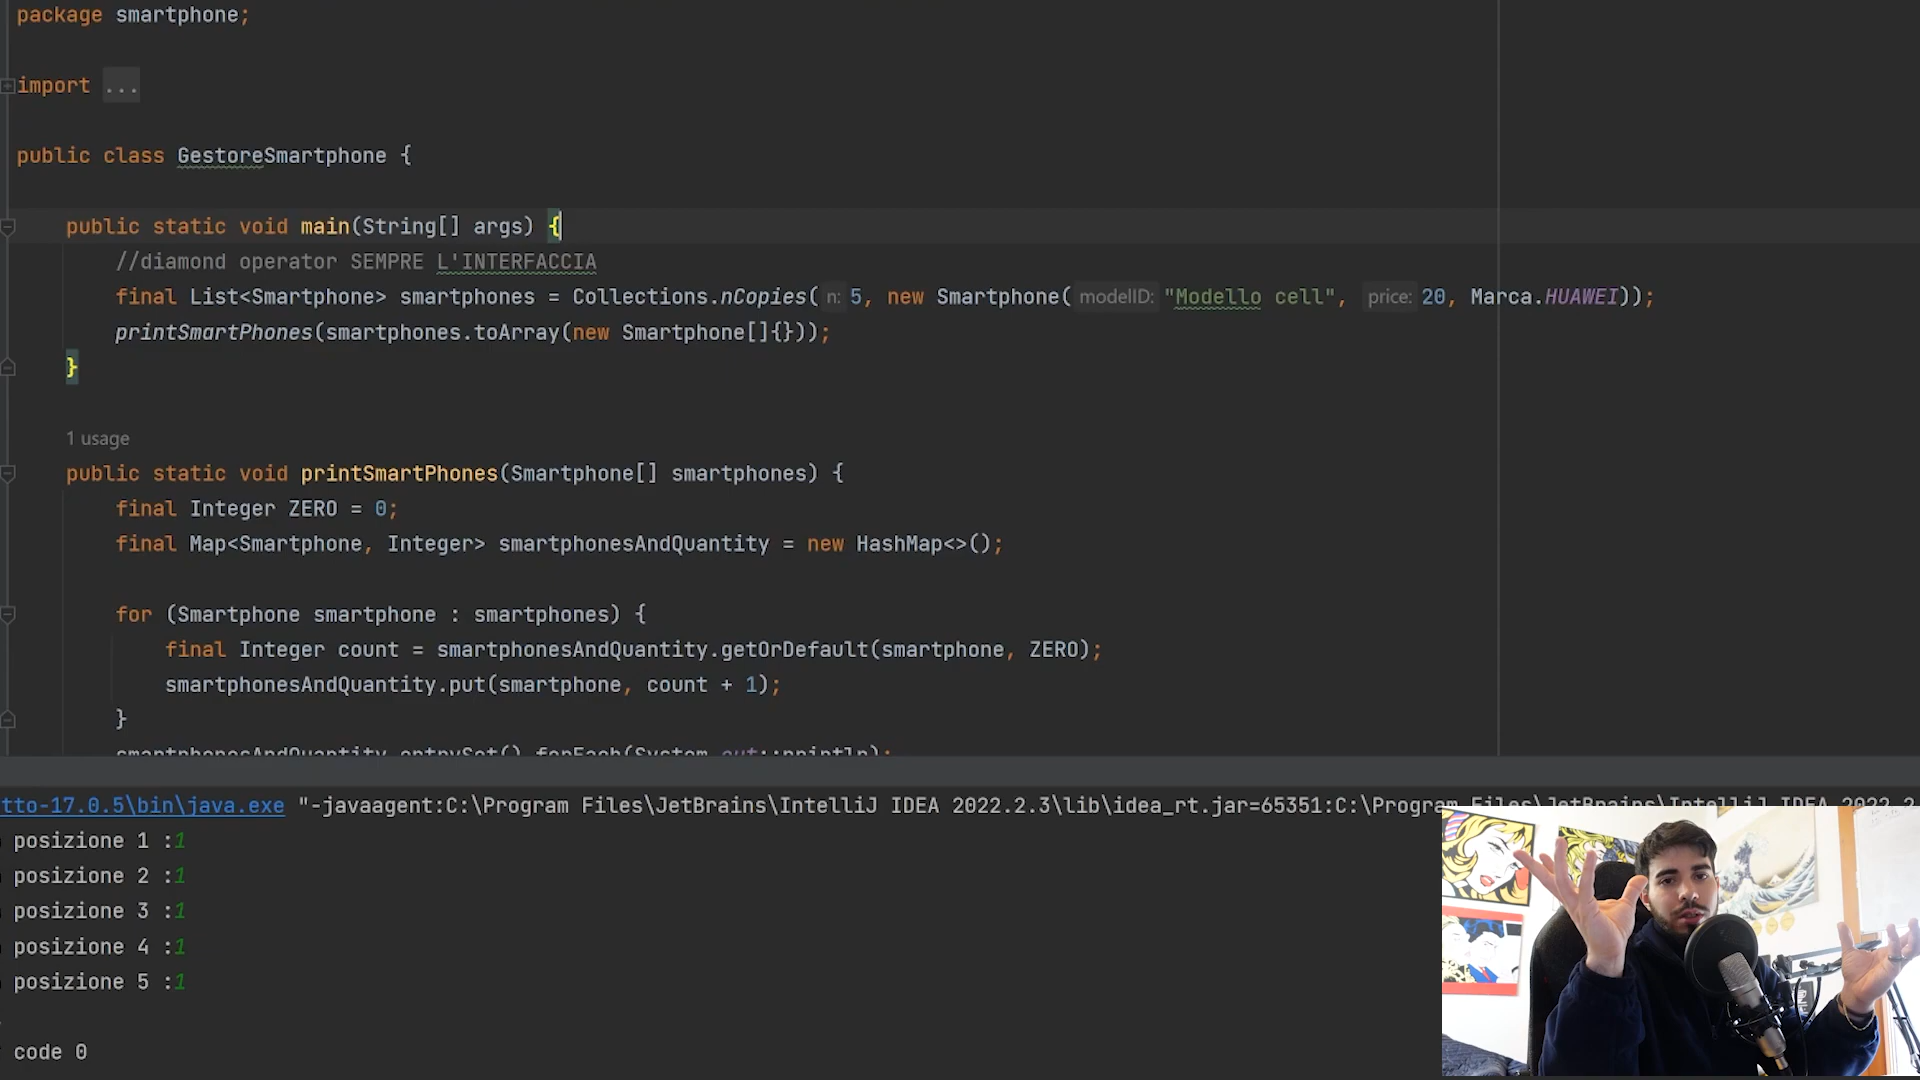 package smartphone;
import ...
public class GestoreSmartphone {
public static void main(String[] args) {
//diamond operator SEMPRE L'INTERFACCIA
final List<Smartphone> smartphones = Collections.nCopies( n: 5, new Smartphone( modelID: "Modello cell", price: 20, Marca.HUAWEI));
printSmartPhones(smartphones.toArray(new Smartphone[]{}));
}
1 usage
public static void printSmartPhones(Smartphone[] smartphones) {
final Integer ZERO = 0;
final Map<Smartphone, Integer> smartphonesAndQuantity = new HashMap<>();
for (Smartphone smartphone : smartphones) {
final Integer count = smartphonesAndQuantity.getOrDefault(smartphone, ZERO);
smartphonesAndQuantity.put(smartphone, count + 1);
}
smartphonesAndQuantity.entrySet().forEach(System.out::println);
tto-17.0.5\bin\java.exe "-javaagent:C:\Program Files\JetBrains\IntelliJ IDEA 2022.2.3\lib\idea_rt.jar=65351:C:\Program Files\JetBrains\IntelliJ IDEA 2022.2
posizione 1 :1
posizione 2 :1
posizione 3 :1
posizione 4 :1
posizione 5 :1
code 0